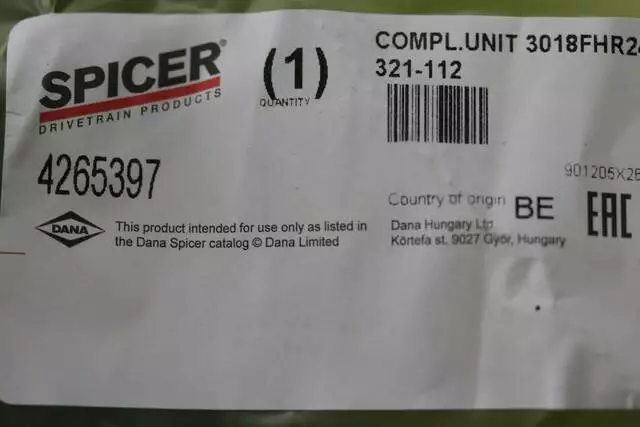 SPICER®
DRIVETRAIN PRODUCTS
(1)
QUANTITY
COMPL.UNIT 3018FHR24
321-112
4265397
901205X26
DANA
This product intended for use only as listed in
the Dana Spicer catalog © Dana Limited
Country of origin BE
Dana Hungary Ltd.
Körtefa st. 9027 Győr, Hungary
EAC